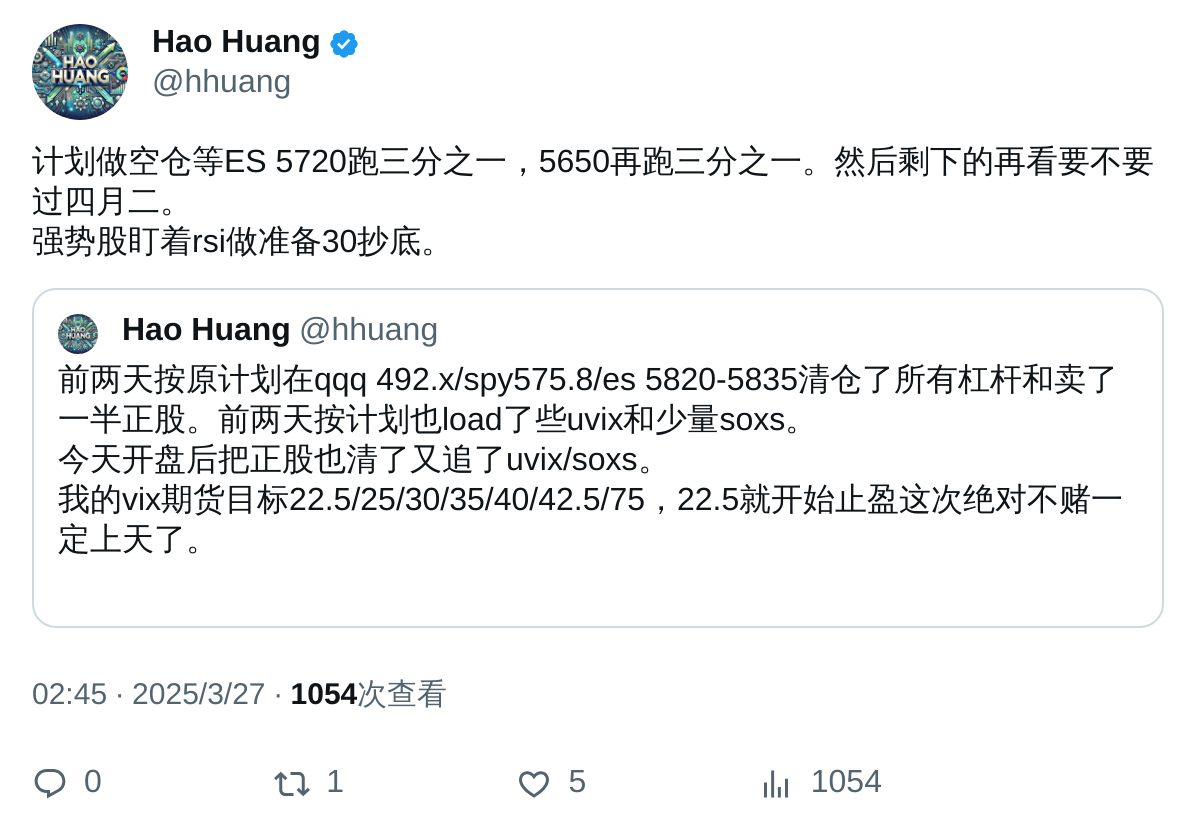 HAO
HUANG
Hao Huang
@hhuang
计划做空仓等ES 5720跑三分之一，5650再跑三分之一。然后剩下的再看要不要
过四月二。
强势股盯着rsi做准备30抄底。
HAO
HUANG
Hao Huang @hhuang
前两天按原计划在qqq 492.x/spy575.8/es 5820-5835清仓了所有杠杆和卖了
一半正股。前两天按计划也load了些uvix和少量soxs。
今天开盘后把正股也清了又追了uvix/soxs。
我的vix期货目标22.5/25/30/35/40/42.5/75，22.5就开始止盈这次绝对不赌一
定上天了。
02:45 · 2025/3/27 · 1054次查看
0 1 5 1054